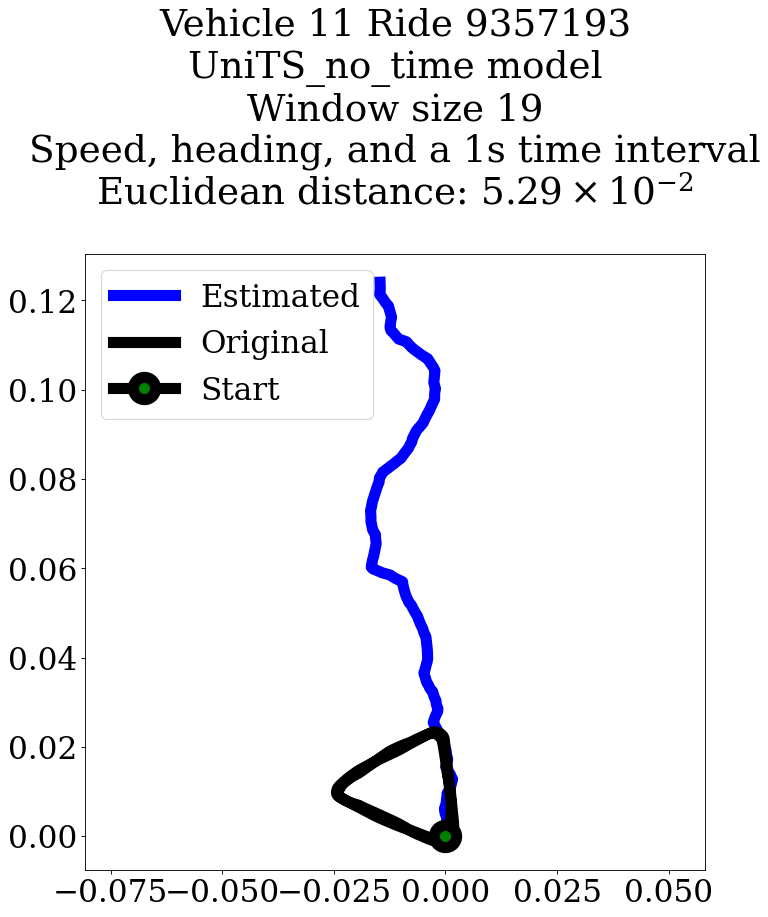 Vehicle 11 Ride 9357193
UniTS_no_time model
Window size 19
Speed, heading, and a 1s time interval
Euclidean distance: 5.29 × 10⁻²
Estimated
Original
Start
0.12
0.10
0.08
0.06
0.04
0.02
0.00
−0.075 −0.050 −0.025 0.000 0.025 0.050